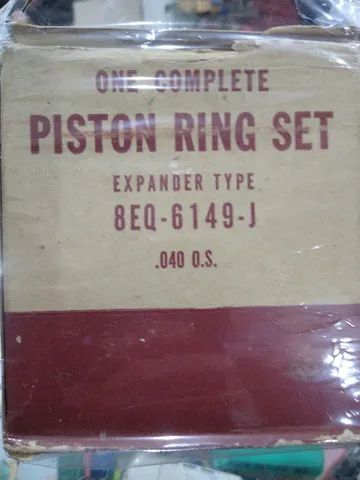 ONE COMPLETE
PISTON RING SET
EXPANDER TYPE
8EQ-6149-J
.040 O.S.